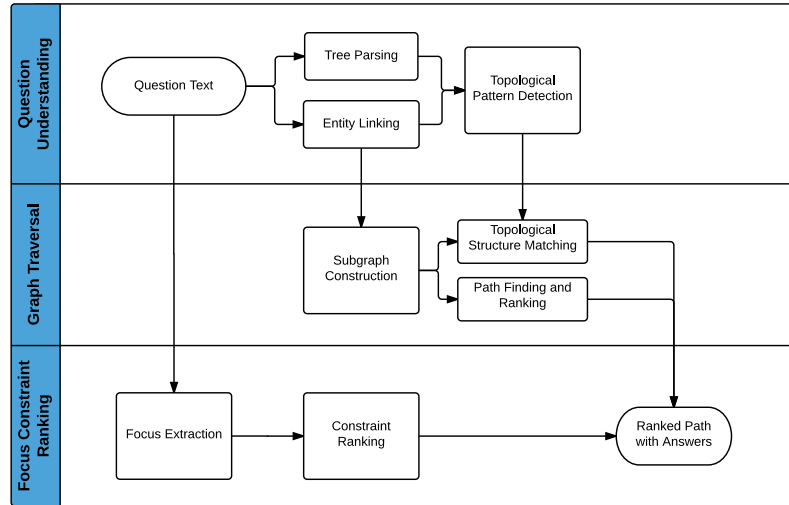 Question
Understanding
Question Text
Tree Parsing
Entity Linking
Topological
Pattern Detection
Graph Traversal
Subgraph
Construction
Topological
Structure Matching
Path Finding and
Ranking
Focus Constraint
Ranking
Focus Extraction
Constraint
Ranking
Ranked Path
with Answers